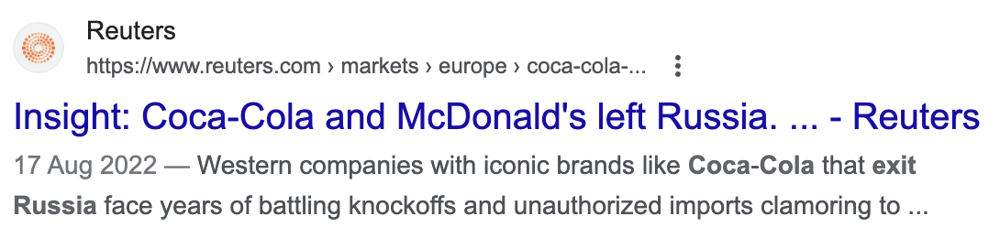 Reuters
https://www.reuters.com › markets › europe › coca-cola-...
Insight: Coca-Cola and McDonald's left Russia. ... - Reuters
17 Aug 2022 — Western companies with iconic brands like Coca-Cola that exit
Russia face years of battling knockoffs and unauthorized imports clamoring to ...